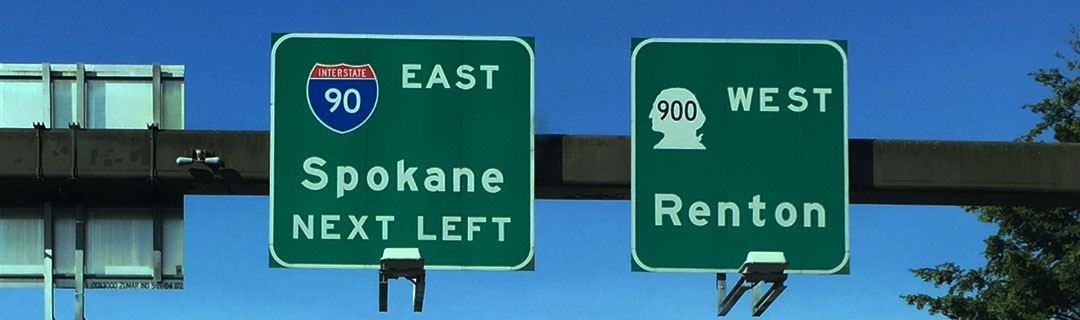 INTERSTATE
90
EAST
Spokane
NEXT LEFT
900
WEST
Renton